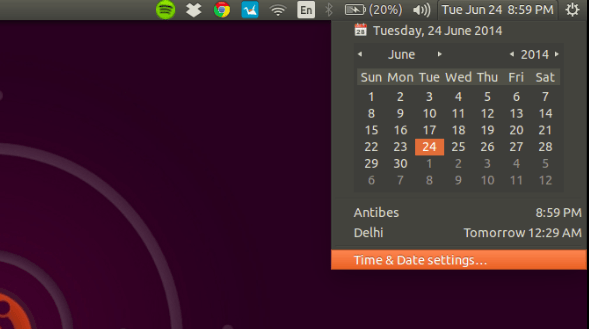 En (20%) Tue Jun 24 8:59 PM
Tuesday, 24 June 2014
June 2014
Sun Mon Tue Wed Thu Fri Sat
1 2 3 4 5 6 7
8 9 10 11 12 13 14
15 16 17 18 19 20 21
22 23 24 25 26 27 28
29 30 1 2 3 4 5
6 7 8 9 10 11 12
Antibes 8:59 PM
Delhi Tomorrow 12:29 AM
Time & Date settings...